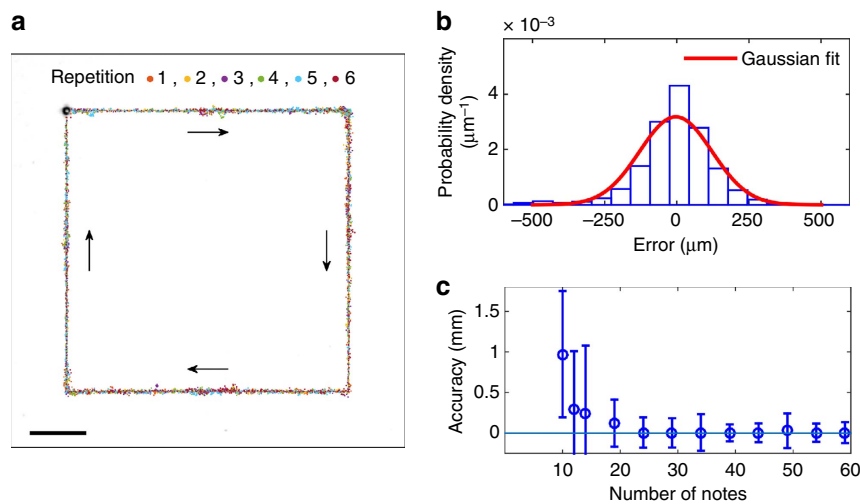 a
Repetition 1 , 2 , 3 , 4 , 5 , 6
b
× 10⁻³
Gaussian fit
Probability density
(μm⁻¹)
4
2
0
−500 −250 0 250 500
Error (μm)
c
Accuracy (mm)
1.5
1
0.5
0
10 20 30 40 50 60
Number of notes